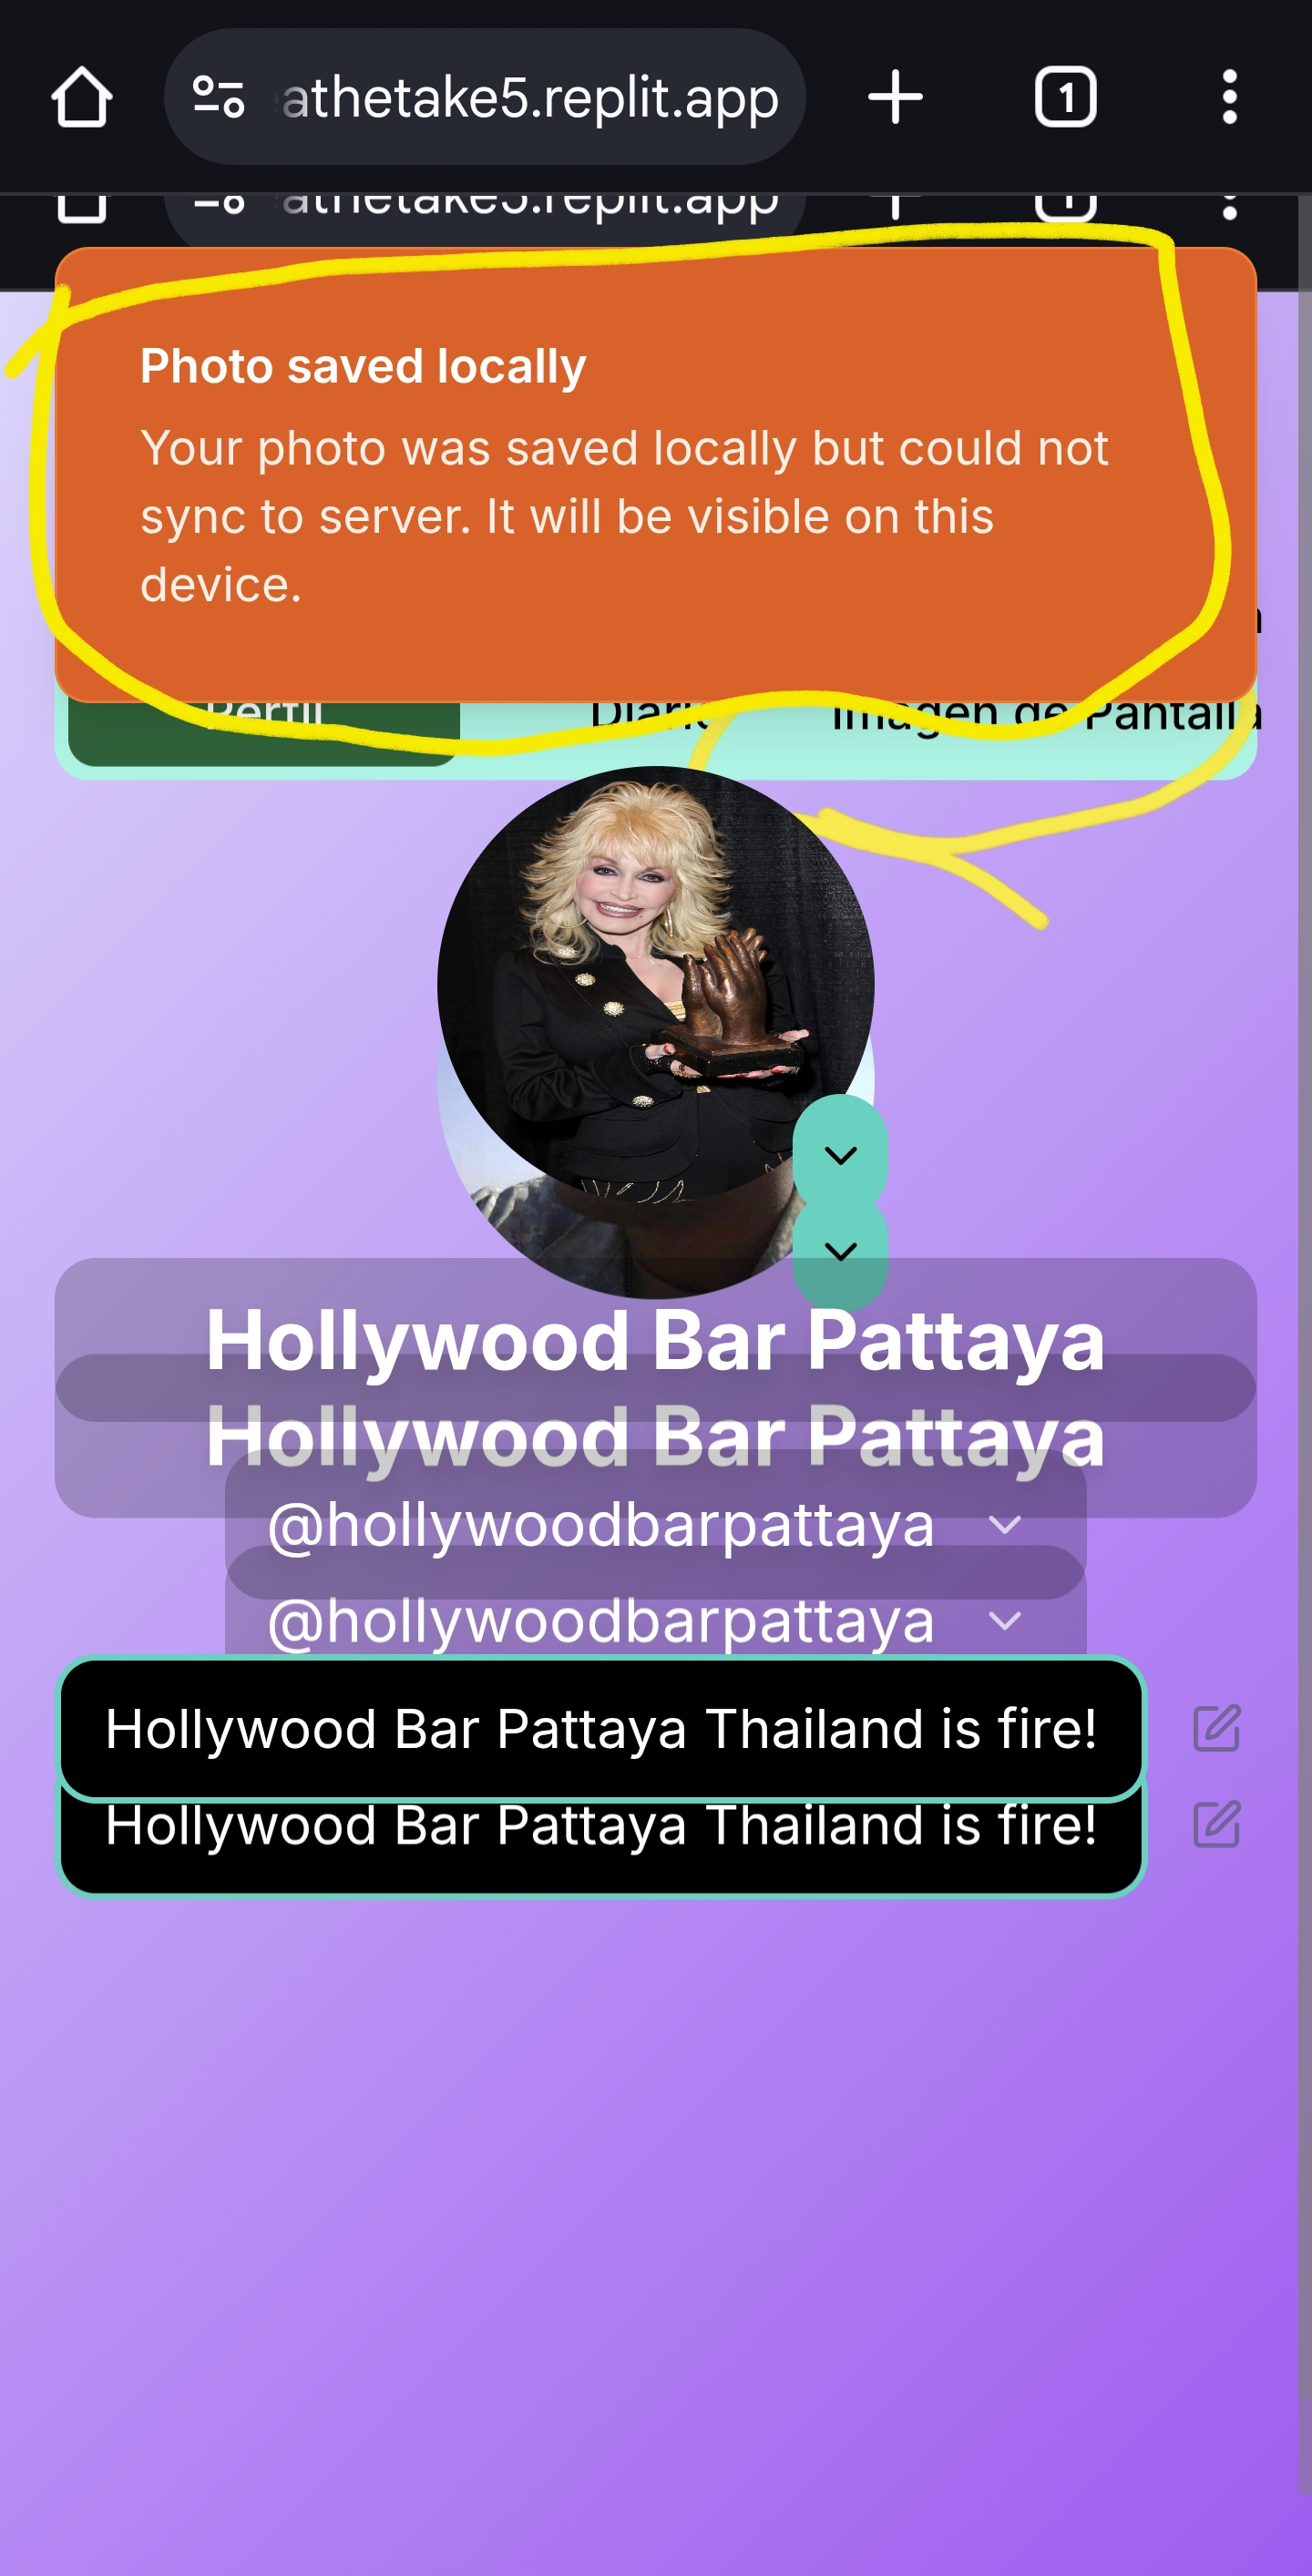 athetake5.replit.app
1
athetake5.replit.app
Photo saved locally
Your photo was saved locally but could not
sync to server. It will be visible on this
device.
Perfil Diario Imagen de Pantalla
Hollywood Bar Pattaya
Hollywood Bar Pattaya
@hollywoodbarpattaya
@hollywoodbarpattaya
Hollywood Bar Pattaya Thailand is fire!
Hollywood Bar Pattaya Thailand is fire!